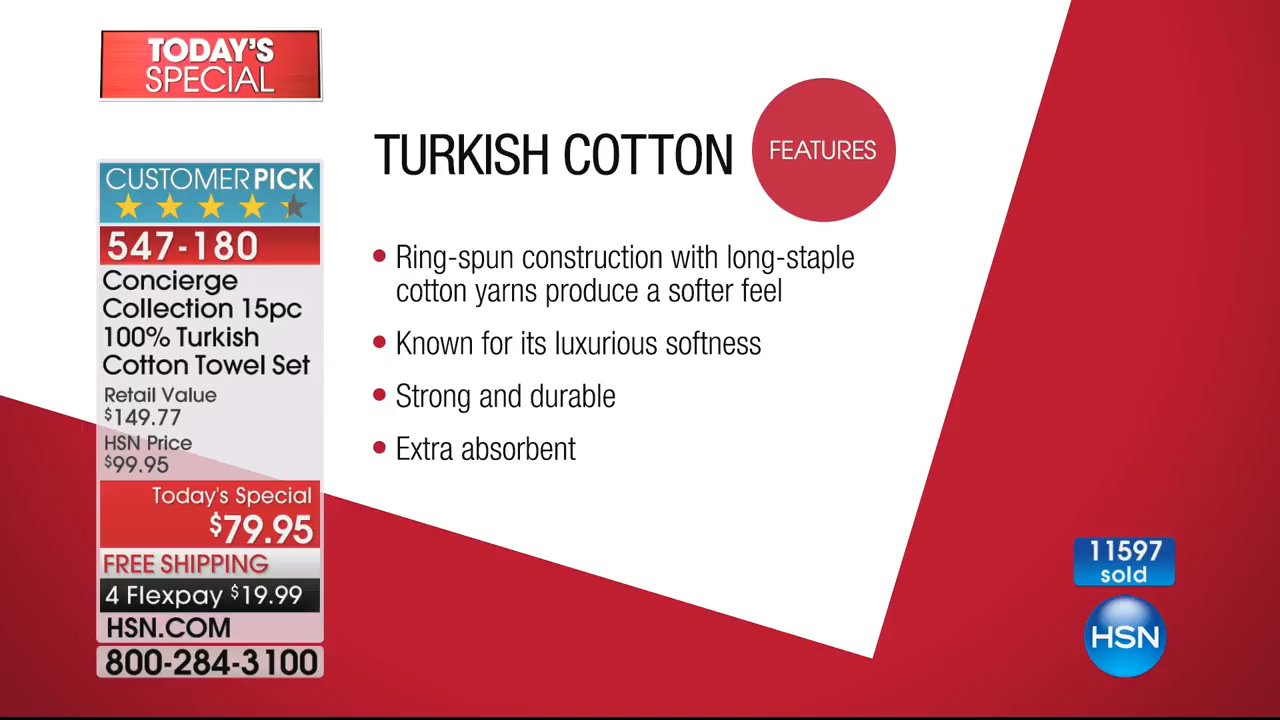 TODAY'S
SPECIAL
TURKISH COTTON
FEATURES
• Ring-spun construction with long-staple
cotton yarns produce a softer feel
• Known for its luxurious softness
• Strong and durable
• Extra absorbent
CUSTOMER PICK
547-180
Concierge
Collection 15pc
100% Turkish
Cotton Towel Set
Retail Value
$149.77
HSN Price
$99.95
Today's Special
$79.95
FREE SHIPPING
4 Flexpay $19.99
HSN.COM
800-284-3100
11597
sold
HSN